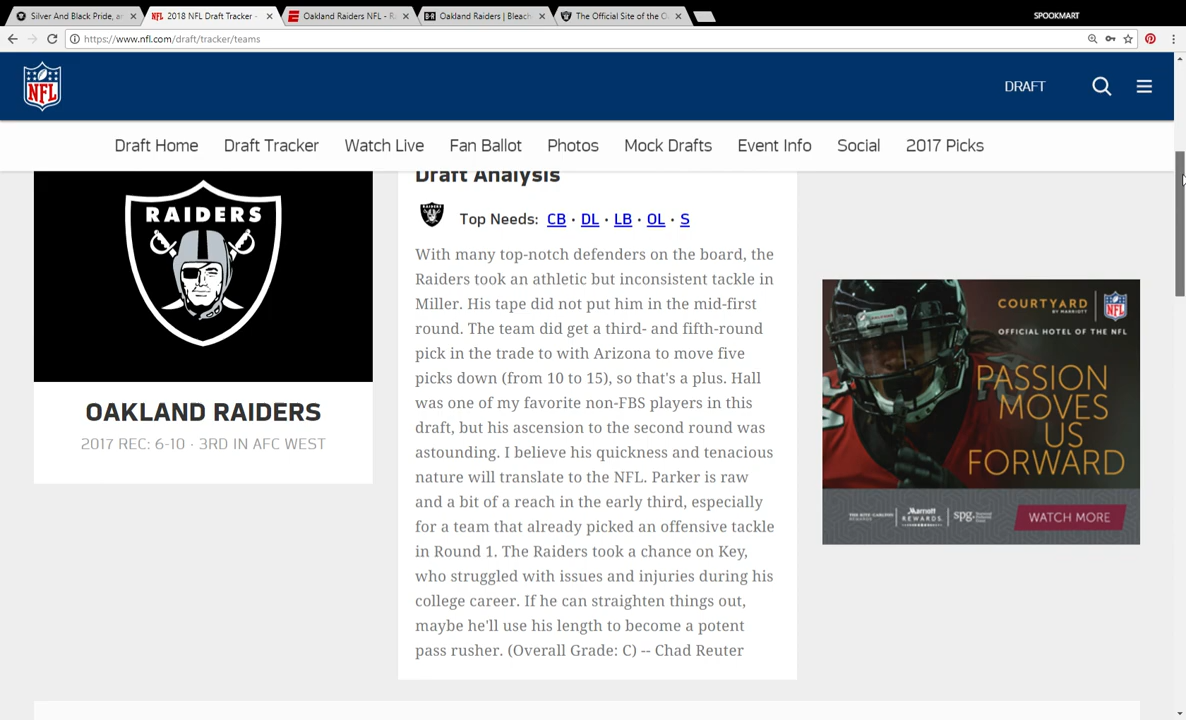 Silver And Black Pride, a
2018 NFL Draft Tracker -
Oakland Raiders NFL - R
Oakland Raiders | Bleach
The Official Site of the O
SPOOKMART
https://www.nfl.com/draft/tracker/teams
NFL
DRAFT
Draft Home Draft Tracker Watch Live Fan Ballot Photos Mock Drafts Event Info Social 2017 Picks
RAIDERS
OAKLAND RAIDERS
2017 REC: 6-10 · 3RD IN AFC WEST
Draft Analysis
Top Needs: CB · DL · LB · OL · S
With many top-notch defenders on the board, the
Raiders took an athletic but inconsistent tackle in
Miller. His tape did not put him in the mid-first
round. The team did get a third- and fifth-round
pick in the trade to with Arizona to move five
picks down (from 10 to 15), so that's a plus. Hall
was one of my favorite non-FBS players in this
draft, but his ascension to the second round was
astounding. I believe his quickness and tenacious
nature will translate to the NFL. Parker is raw
and a bit of a reach in the early third, especially
for a team that already picked an offensive tackle
in Round 1. The Raiders took a chance on Key,
who struggled with issues and injuries during his
college career. If he can straighten things out,
maybe he'll use his length to become a potent
pass rusher. (Overall Grade: C) -- Chad Reuter
COURTYARD
BY MARRIOTT
NFL
OFFICIAL HOTEL OF THE NFL
PASSION
MOVES
US
FORWARD
THE RITZ-CARLTON
REWARDS
Marriott
REWARDS
spg
WATCH MORE